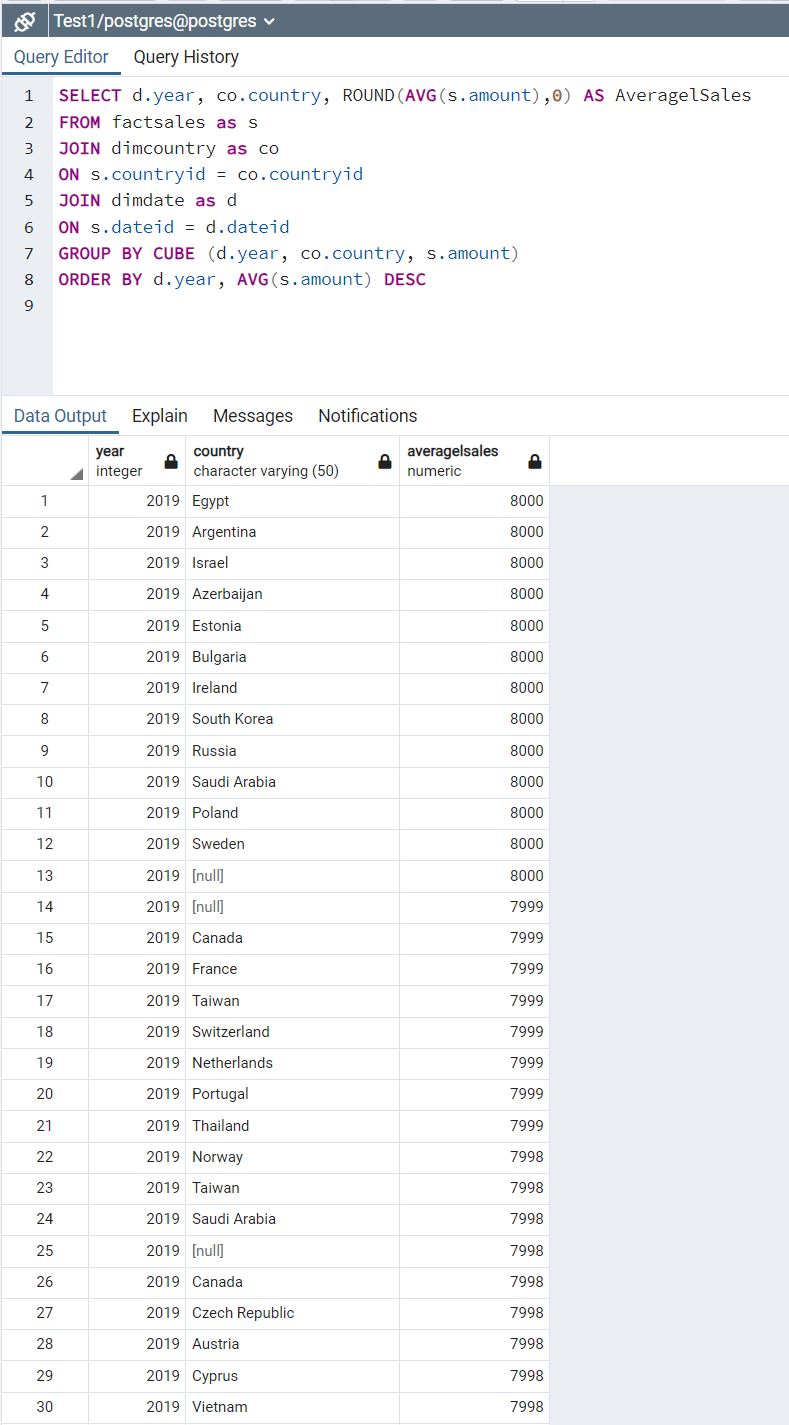 Test1/postgres@postgres
Query Editor Query History
1 SELECT d.year, co.country, ROUND(AVG(s.amount),0) AS AveragelSales
2 FROM factsales as s
3 JOIN dimcountry as co
4 ON s.countryid = co.countryid
5 JOIN dimdate as d
6 ON s.dateid = d.dateid
7 GROUP BY CUBE (d.year, co.country, s.amount)
8 ORDER BY d.year, AVG(s.amount) DESC
9
Data Output Explain Messages Notifications
year country averagelsales
integer character varying (50) numeric
1 2019 Egypt 8000
2 2019 Argentina 8000
3 2019 Israel 8000
4 2019 Azerbaijan 8000
5 2019 Estonia 8000
6 2019 Bulgaria 8000
7 2019 Ireland 8000
8 2019 South Korea 8000
9 2019 Russia 8000
10 2019 Saudi Arabia 8000
11 2019 Poland 8000
12 2019 Sweden 8000
13 2019 [null] 8000
14 2019 [null] 7999
15 2019 Canada 7999
16 2019 France 7999
17 2019 Taiwan 7999
18 2019 Switzerland 7999
19 2019 Netherlands 7999
20 2019 Portugal 7999
21 2019 Thailand 7999
22 2019 Norway 7998
23 2019 Taiwan 7998
24 2019 Saudi Arabia 7998
25 2019 [null] 7998
26 2019 Canada 7998
27 2019 Czech Republic 7998
28 2019 Austria 7998
29 2019 Cyprus 7998
30 2019 Vietnam 7998